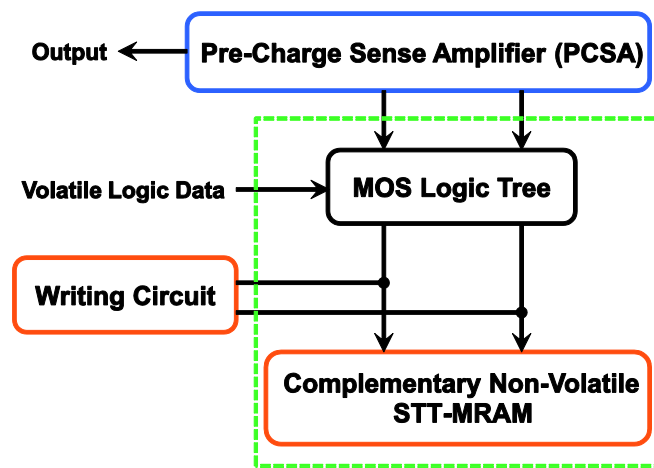 Output
Pre-Charge Sense Amplifier (PCSA)
Volatile Logic Data
MOS Logic Tree
Writing Circuit
Complementary Non-Volatile
STT-MRAM